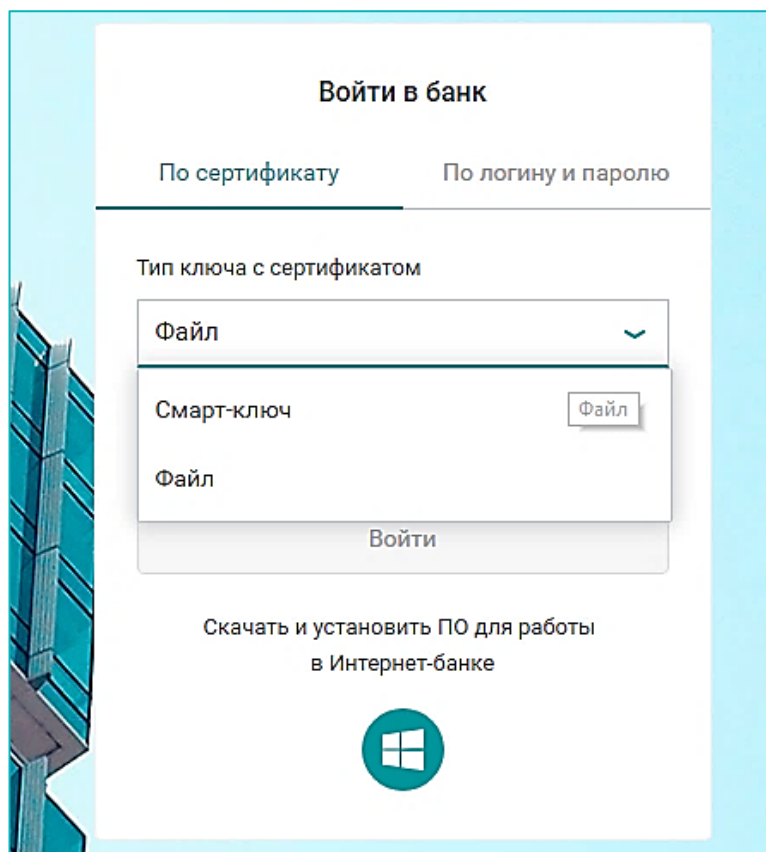 Войти в банк
По сертификату По логину и паролю
Тип ключа с сертификатом
Файл
Смарт-ключ Файл
Файл
Войти
Скачать и установить ПО для работы
в Интернет-банке